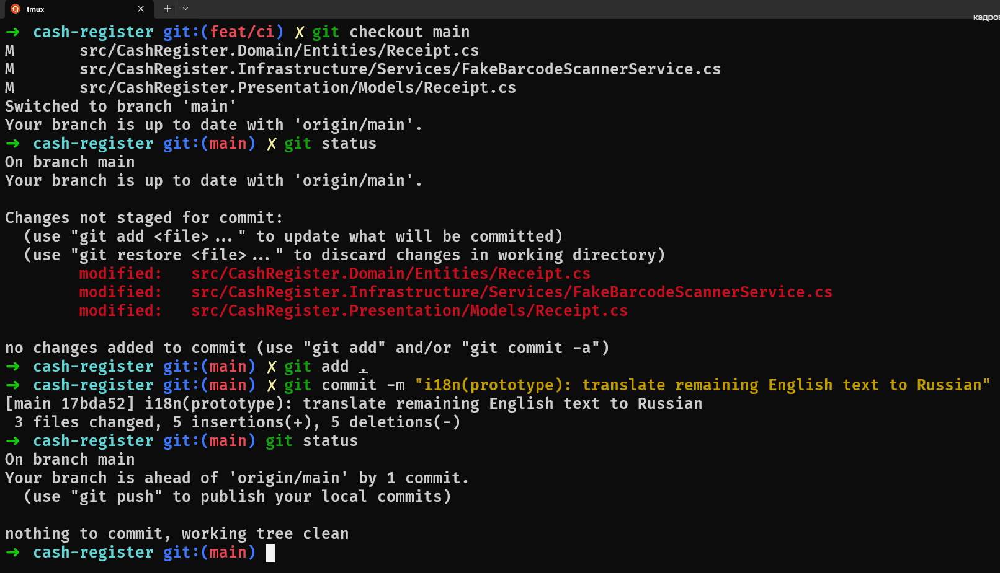 tmux
кадров
➜  cash-register git:(feat/ci) ✗ git checkout main
M       src/CashRegister.Domain/Entities/Receipt.cs
M       src/CashRegister.Infrastructure/Services/FakeBarcodeScannerService.cs
M       src/CashRegister.Presentation/Models/Receipt.cs
Switched to branch 'main'
Your branch is up to date with 'origin/main'.
➜  cash-register git:(main) ✗ git status
On branch main
Your branch is up to date with 'origin/main'.

Changes not staged for commit:
  (use "git add <file>..." to update what will be committed)
  (use "git restore <file>..." to discard changes in working directory)
        modified:   src/CashRegister.Domain/Entities/Receipt.cs
        modified:   src/CashRegister.Infrastructure/Services/FakeBarcodeScannerService.cs
        modified:   src/CashRegister.Presentation/Models/Receipt.cs

no changes added to commit (use "git add" and/or "git commit -a")
➜  cash-register git:(main) ✗ git add .
➜  cash-register git:(main) ✗ git commit -m "i18n(prototype): translate remaining English text to Russian"
[main 17bda52] i18n(prototype): translate remaining English text to Russian
 3 files changed, 5 insertions(+), 5 deletions(-)
➜  cash-register git:(main) git status
On branch main
Your branch is ahead of 'origin/main' by 1 commit.
  (use "git push" to publish your local commits)

nothing to commit, working tree clean
➜  cash-register git:(main)